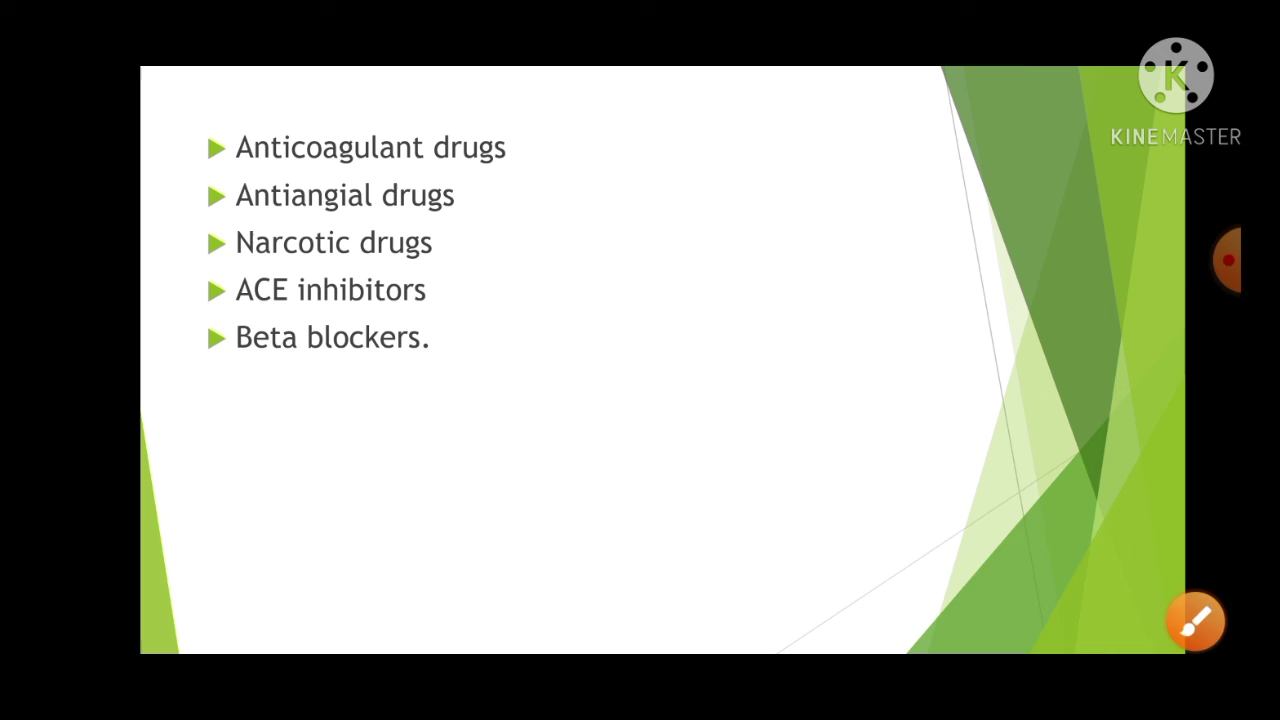 Anticoagulant drugs
Antiangial drugs
Narcotic drugs
ACE inhibitors
Beta blockers.
K
KINEMASTER